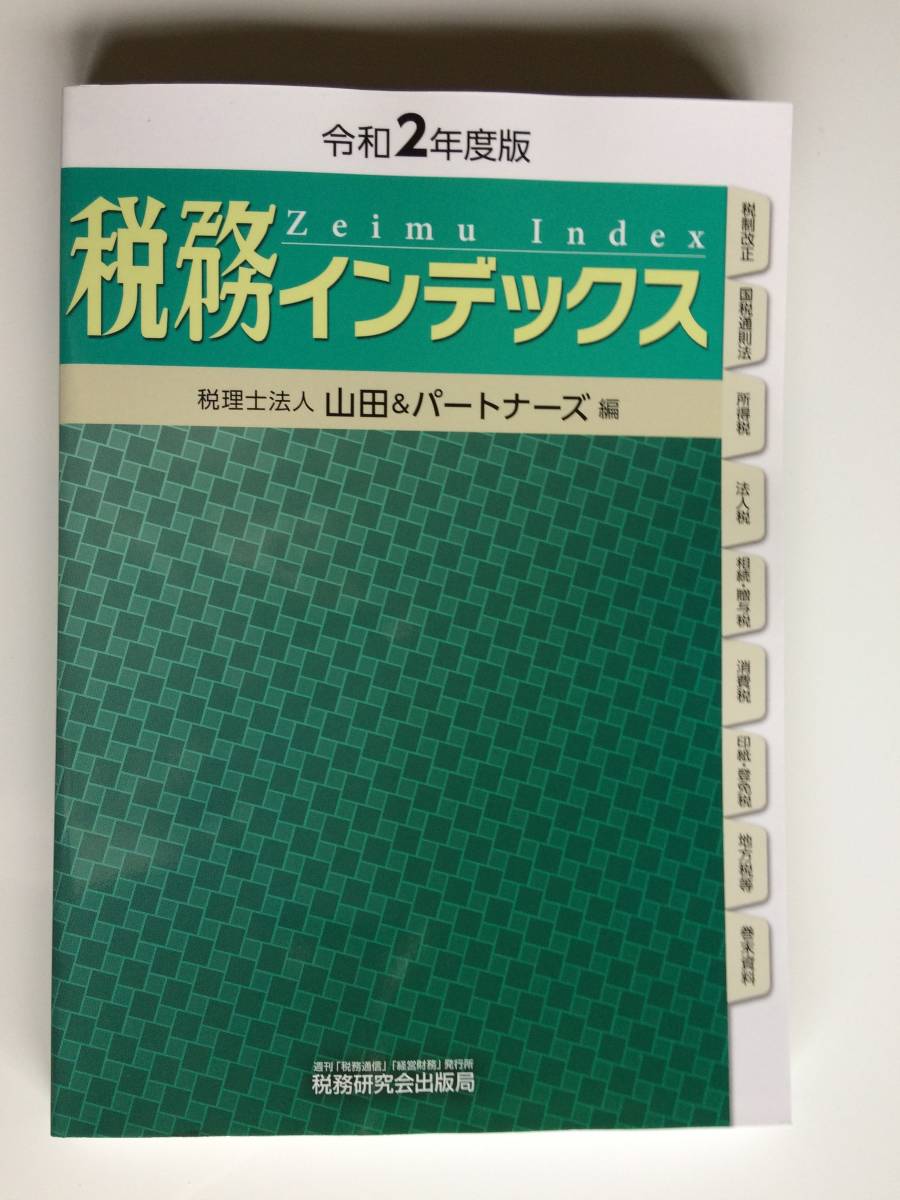 令和2年度版
Zeimu Index
税務インデックス
税理士法人 山田&パートナーズ 編
税制改正
国税通則法
所得税
法人税
相続・贈与税
消費税
印紙・登免税
地方税等
巻末資料
週刊「税務通信」「経営財務」発行所
税務研究会出版局